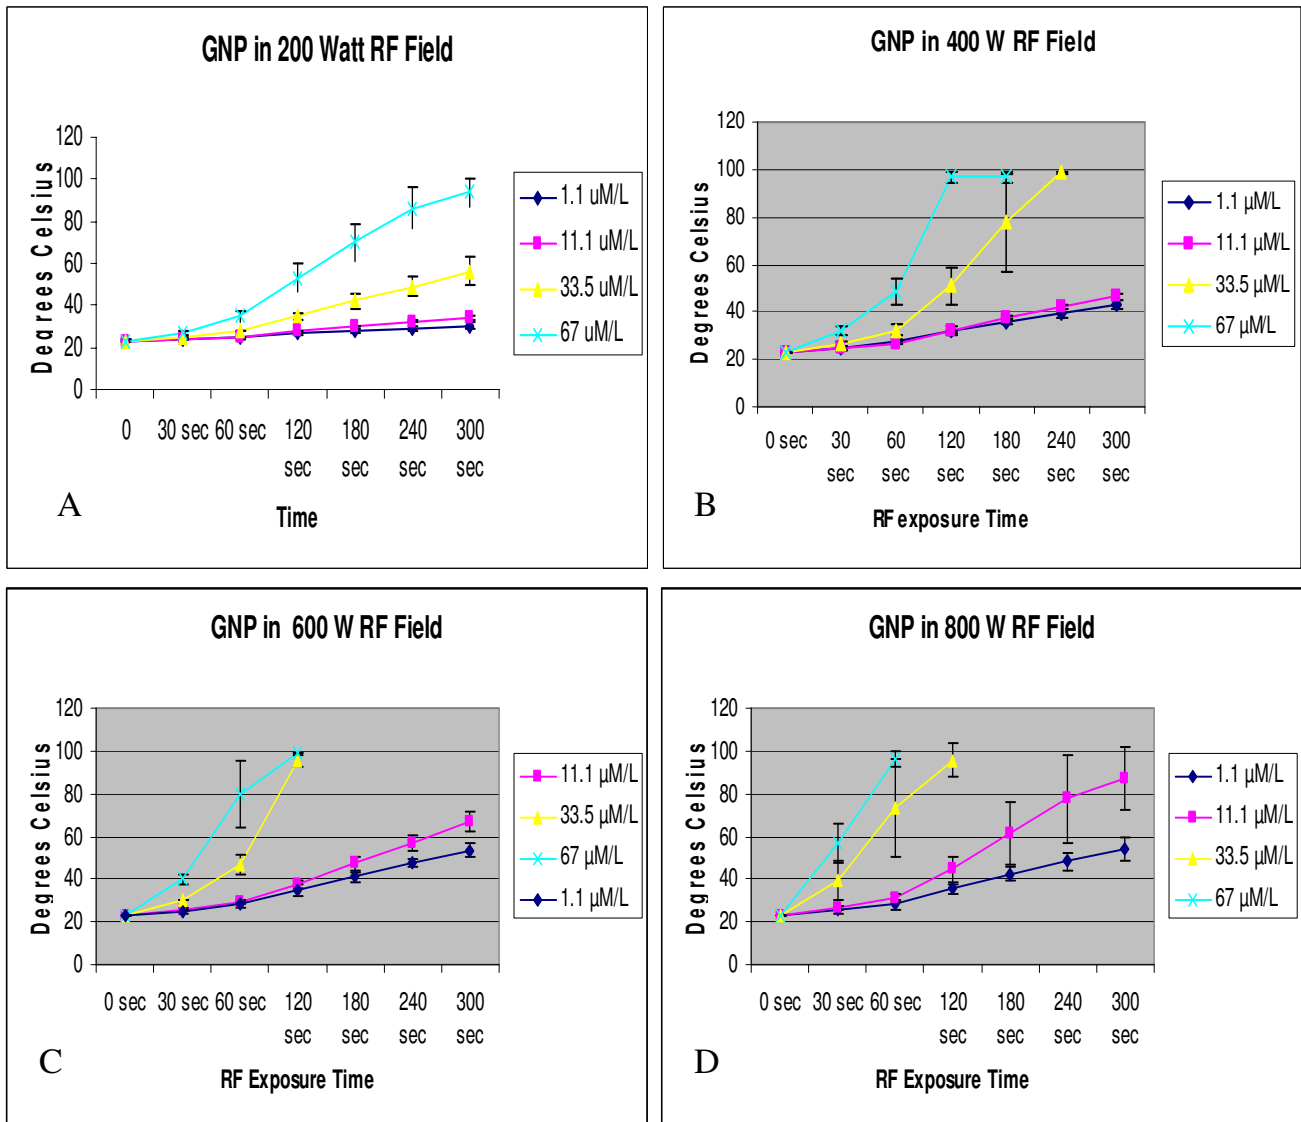 GNP in 200 Watt RF Field
Degrees Celsius
120
100
80
60
40
20
0
0 30 sec 60 sec 120 180 240 300
sec sec sec sec
Time
1.1 uM/L
11.1 uM/L
33.5 uM/L
67 uM/L
A
GNP in 400 W RF Field
Degrees Celsius
120
100
80
60
40
20
0
0 sec 30 60 120 180 240 300
sec sec sec sec sec sec
RF exposure Time
1.1 µM/L
11.1 µM/L
33.5 µM/L
67 µM/L
B
GNP in 600 W RF Field
Degrees Celsius
120
100
80
60
40
20
0
0 sec 30 sec 60 sec 120 180 240 300
sec sec sec sec
RF Exposure Time
11.1 µM/L
33.5 µM/L
67 µM/L
1.1 µM/L
C
GNP in 800 W RF Field
Degrees Celsius
120
100
80
60
40
20
0
0 sec 30 sec 60 sec 120 180 240 300
sec sec sec sec
RF Exposure Time
1.1 µM/L
11.1 µM/L
33.5 µM/L
67 µM/L
D